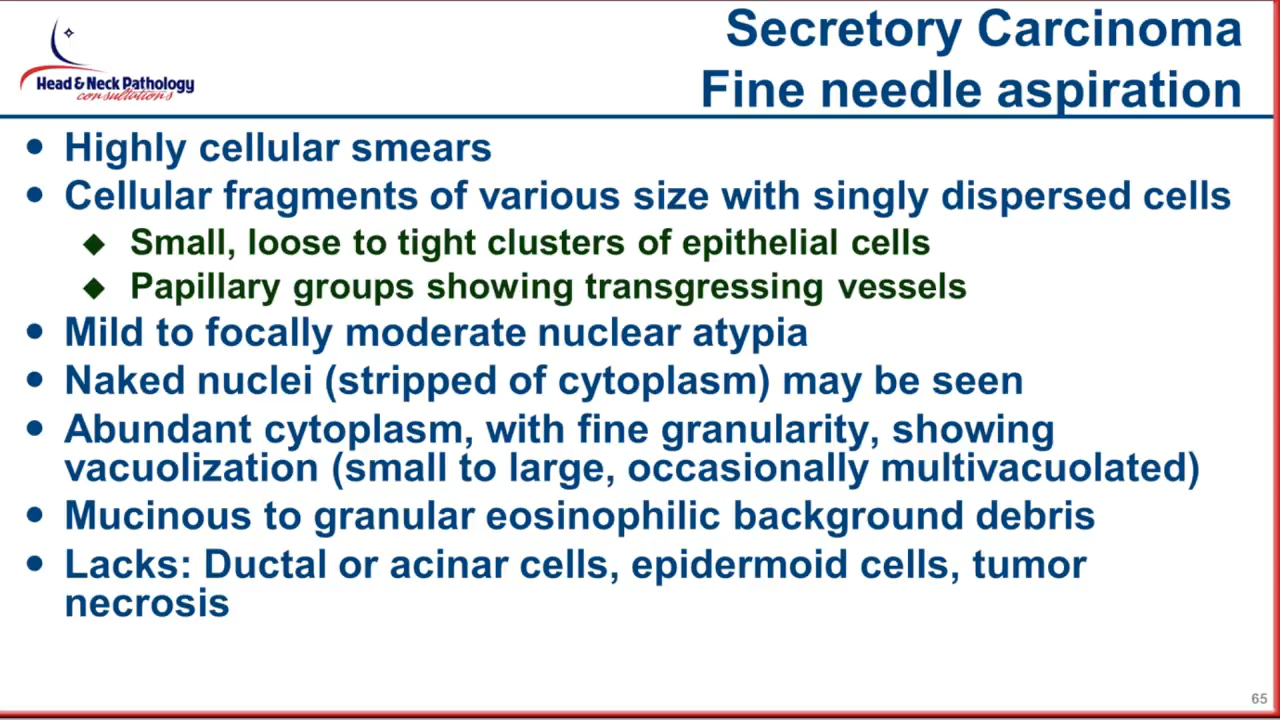 Head & Neck Pathology
consultations
Secretory Carcinoma
Fine needle aspiration
• Highly cellular smears
• Cellular fragments of various size with singly dispersed cells
◆ Small, loose to tight clusters of epithelial cells
◆ Papillary groups showing transgressing vessels
• Mild to focally moderate nuclear atypia
• Naked nuclei (stripped of cytoplasm) may be seen
• Abundant cytoplasm, with fine granularity, showing
vacuolization (small to large, occasionally multivacuolated)
• Mucinous to granular eosinophilic background debris
• Lacks: Ductal or acinar cells, epidermoid cells, tumor
necrosis
65